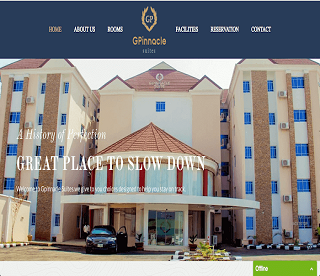 GP
GPinnacle
suites
HOME ABOUT US ROOMS FACILITIES RESERVATION CONTACT
A History of Perfection
GREAT PLACE TO SLOW DOWN
Welcome to Gpinnacle Suites we give to you choices designed to help you stay on track.
Offline